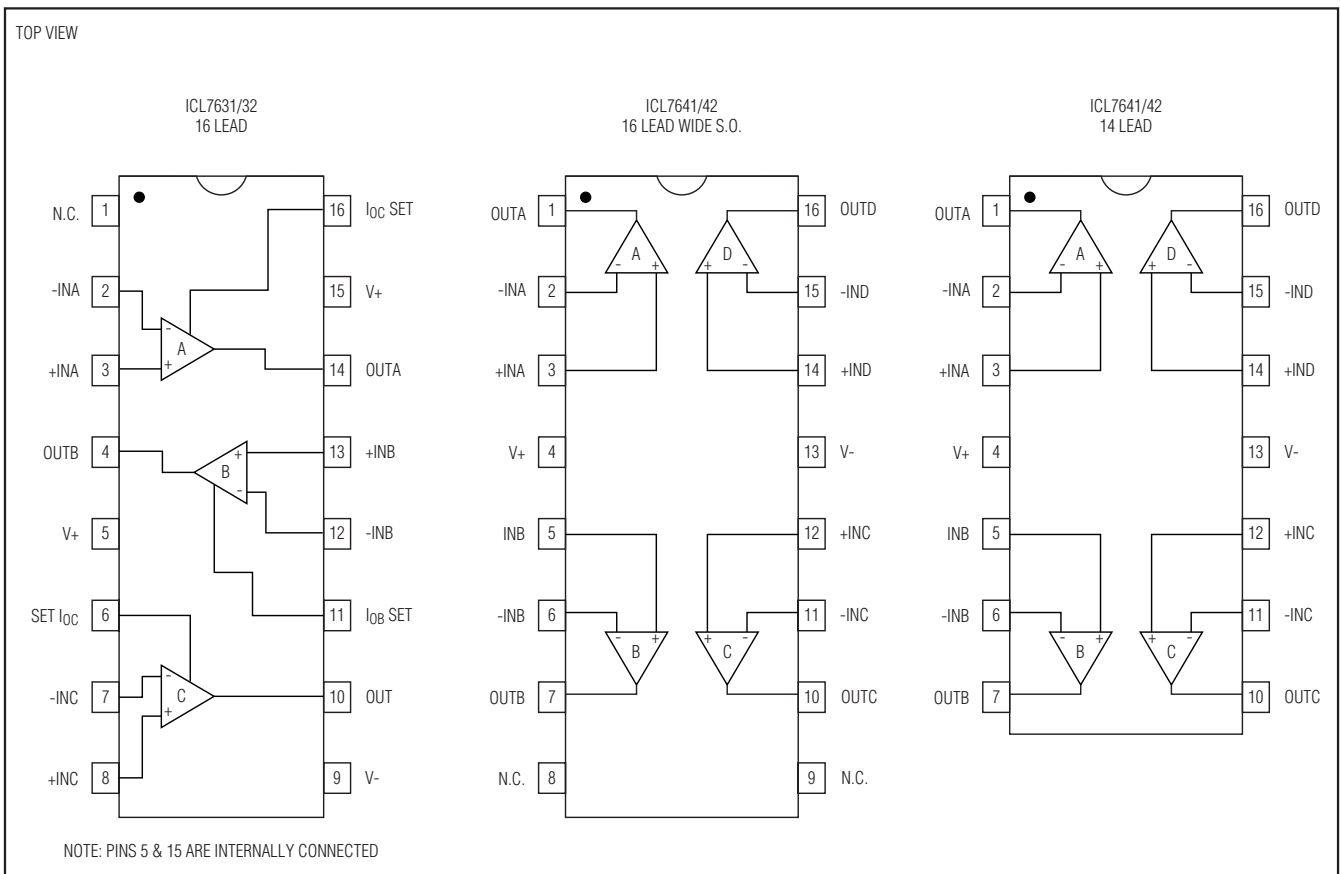 TOP VIEW
ICL7631/32
16 LEAD
N.C. 1
-INA 2
+INA 3
OUTB 4
V+ 5
SET IOC 6
-INC 7
+INC 8
16 IOC SET
15 V+
14 OUTA
13 +INB
12 -INB
11 IOB SET
10 OUT
9 V-
- A +
+ B -
- C +
NOTE: PINS 5 & 15 ARE INTERNALLY CONNECTED
ICL7641/42
16 LEAD WIDE S.O.
OUTA 1
-INA 2
+INA 3
V+ 4
INB 5
-INB 6
OUTB 7
N.C. 8
16 OUTD
15 -IND
14 +IND
13 V-
12 +INC
11 -INC
10 OUTC
9 N.C.
A - +
D + -
B - +
C + -
ICL7641/42
14 LEAD
OUTA 1
-INA 2
+INA 3
V+ 4
INB 5
-INB 6
OUTB 7
16 OUTD
15 -IND
14 +IND
13 V-
12 +INC
11 -INC
10 OUTC
A - +
D + -
B - +
C + -